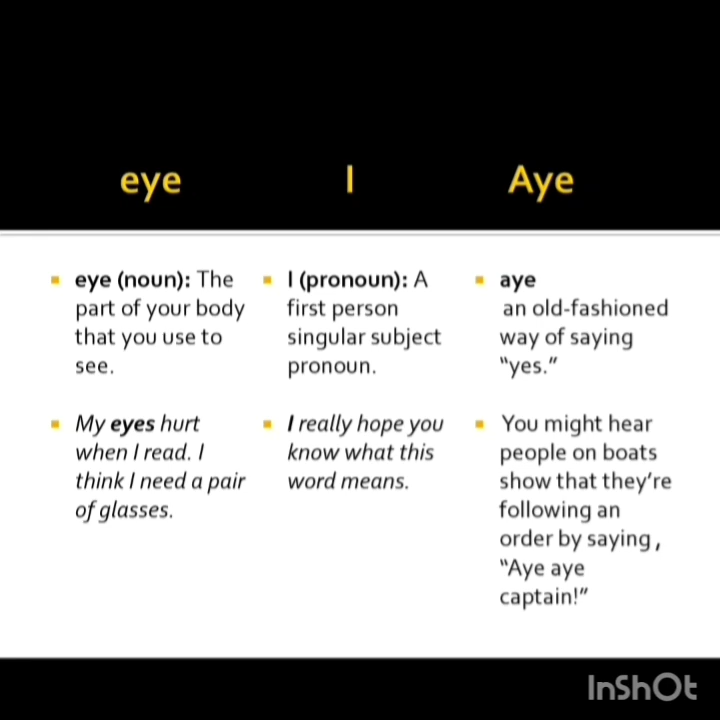 eye
I
Aye
eye (noun): The
part of your body
that you use to
see.
My eyes hurt
when I read. I
think I need a pair
of glasses.
I (pronoun): A
first person
singular subject
pronoun.
I really hope you
know what this
word means.
aye
an old-fashioned
way of saying
"yes."
You might hear
people on boats
show that they're
following an
order by saying,
"Aye aye
captain!"
InShOt